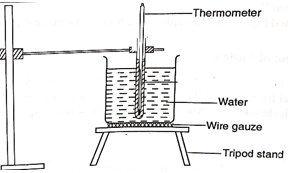 Thermometer
Water
Wire gauze
Tripod stand